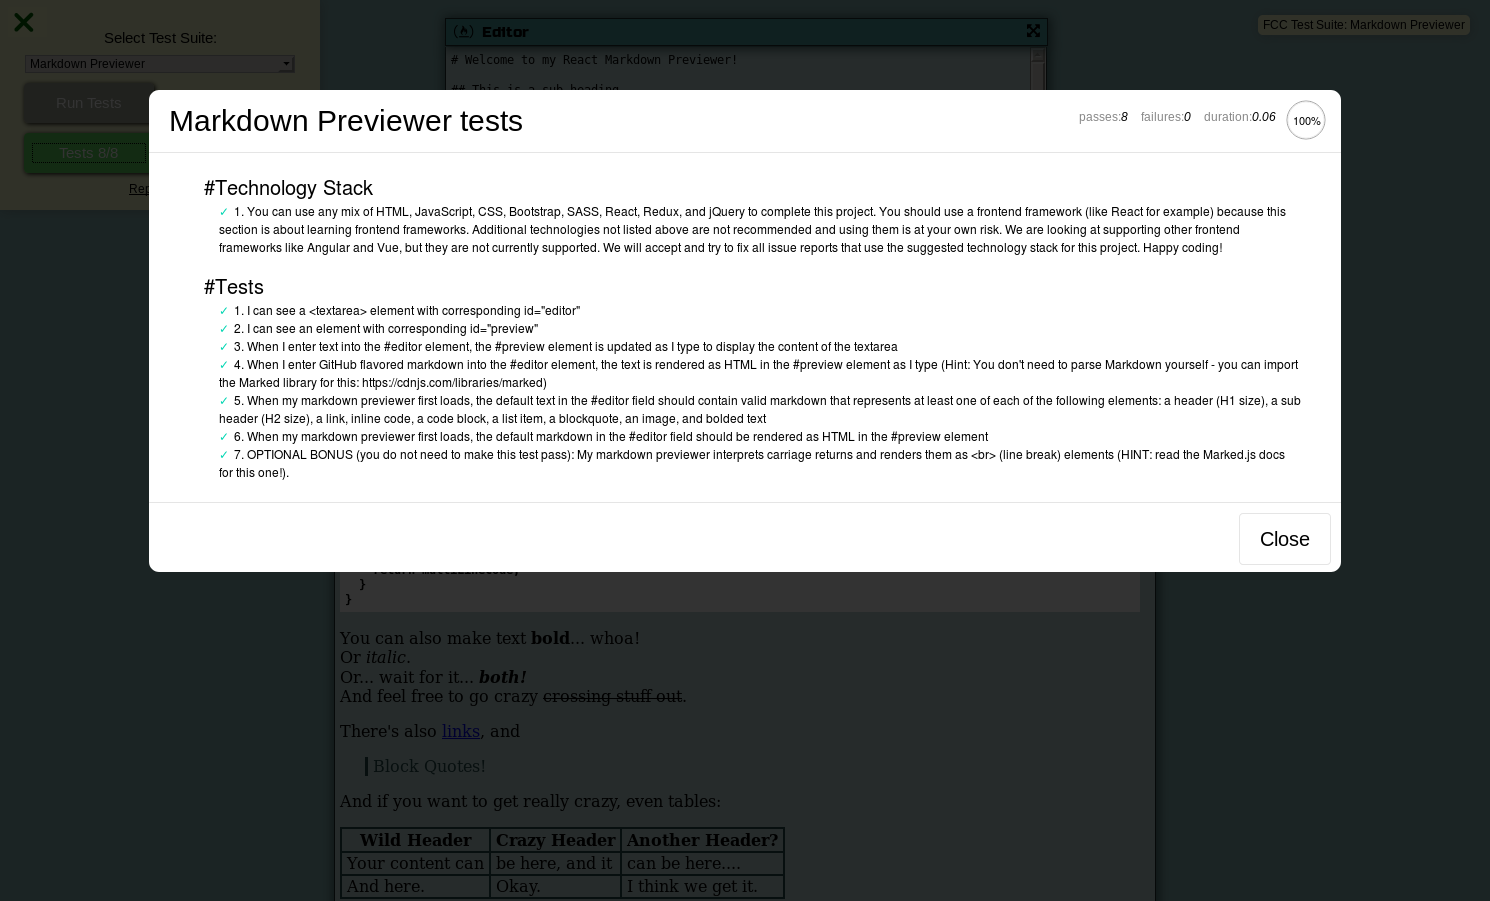 Select Test Suite:
Markdown Previewer
Run Tests
Tests 8/8
Editor
FCC Test Suite: Markdown Previewer
# Welcome to my React Markdown Previewer!
## This is a sub-heading...
Markdown Previewer tests
passes:8 failures:0 duration:0.06 100%
#Technology Stack
✓ 1. You can use any mix of HTML, JavaScript, CSS, Bootstrap, SASS, React, Redux, and jQuery to complete this project. You should use a frontend framework (like React for example) because this
section is about learning frontend frameworks. Additional technologies not listed above are not recommended and using them is at your own risk. We are looking at supporting other frontend
frameworks like Angular and Vue, but they are not currently supported. We will accept and try to fix all issue reports that use the suggested technology stack for this project. Happy coding!
#Tests
✓ 1. I can see a <textarea> element with corresponding id="editor"
✓ 2. I can see an element with corresponding id="preview"
✓ 3. When I enter text into the #editor element, the #preview element is updated as I type to display the content of the textarea
✓ 4. When I enter GitHub flavored markdown into the #editor element, the text is rendered as HTML in the #preview element as I type (Hint: You don't need to parse Markdown yourself - you can import
the Marked library for this: https://cdnjs.com/libraries/marked)
✓ 5. When my markdown previewer first loads, the default text in the #editor field should contain valid markdown that represents at least one of each of the following elements: a header (H1 size), a sub
header (H2 size), a link, inline code, a code block, a list item, a blockquote, an image, and bolded text
✓ 6. When my markdown previewer first loads, the default markdown in the #editor field should be rendered as HTML in the #preview element
✓ 7. OPTIONAL BONUS (you do not need to make this test pass): My markdown previewer interprets carriage returns and renders them as <br> (line break) elements (HINT: read the Marked.js docs
for this one!).
Close
}
}
You can also make text bold... whoa!
Or italic.
Or... wait for it... both!
And feel free to go crazy crossing stuff out.
There's also links, and
Block Quotes!
And if you want to get really crazy, even tables:
Wild Header Crazy Header Another Header?
Your content can be here, and it can be here....
And here. Okay. I think we get it.